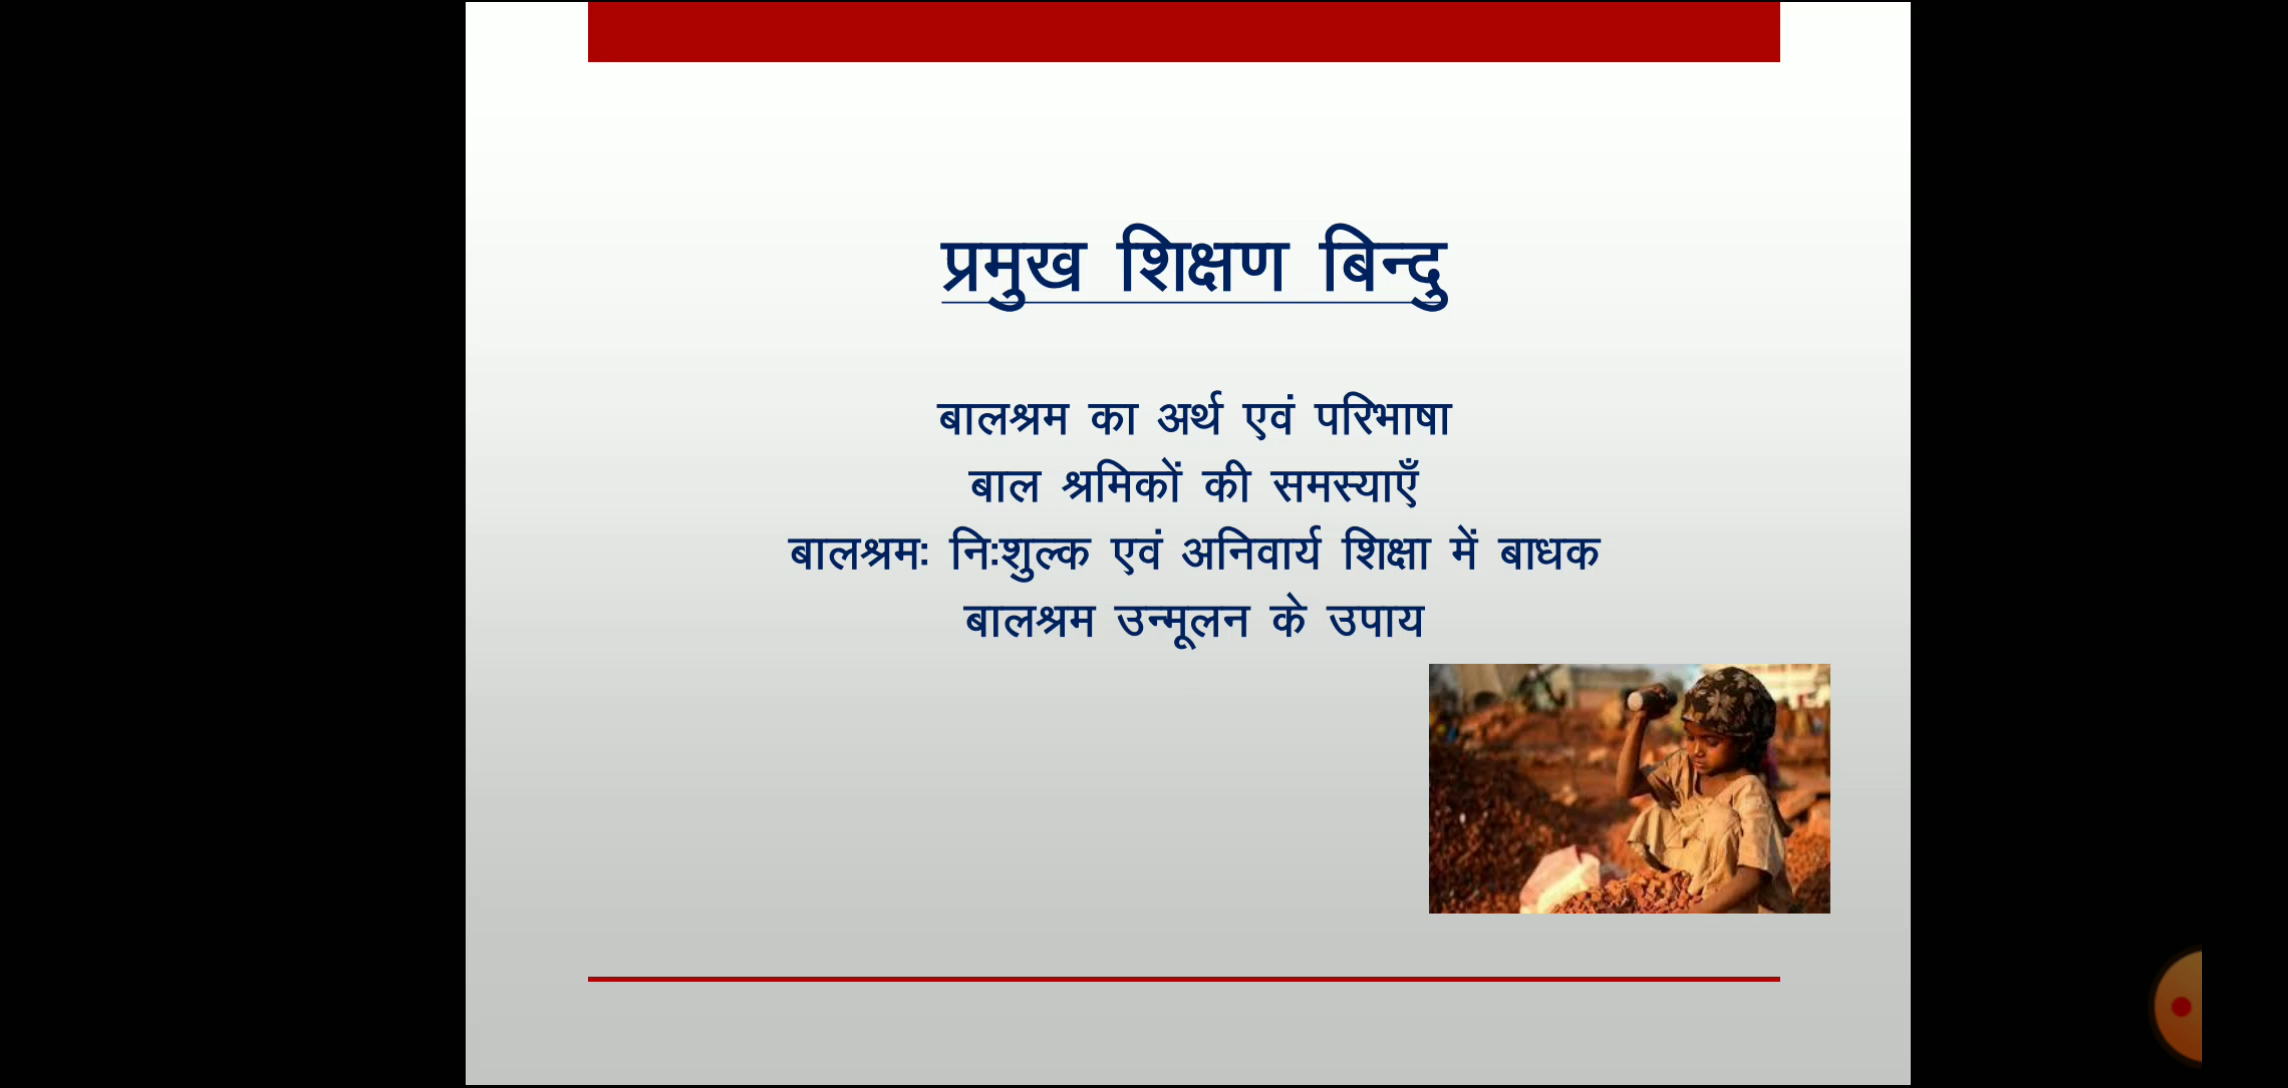 प्रमुख शिक्षण बिन्दु
बालश्रम का अर्थ एवं परिभाषा
बाल श्रमिकों की समस्याएँ
बालश्रमः निःशुल्क एवं अनिवार्य शिक्षा में बाधक
बालश्रम उन्मूलन के उपाय